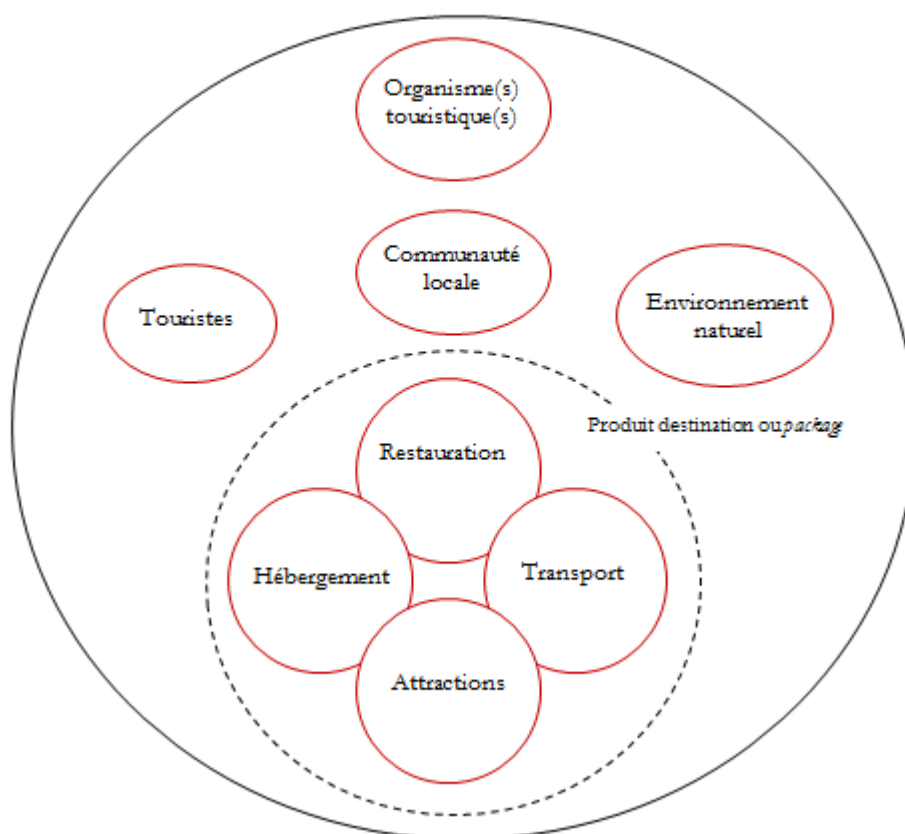 Organisme(s)
touristique(s)
Communauté
locale
Touristes
Environnement
naturel
Produit destination ou package
Restauration
Hébergement
Transport
Attractions